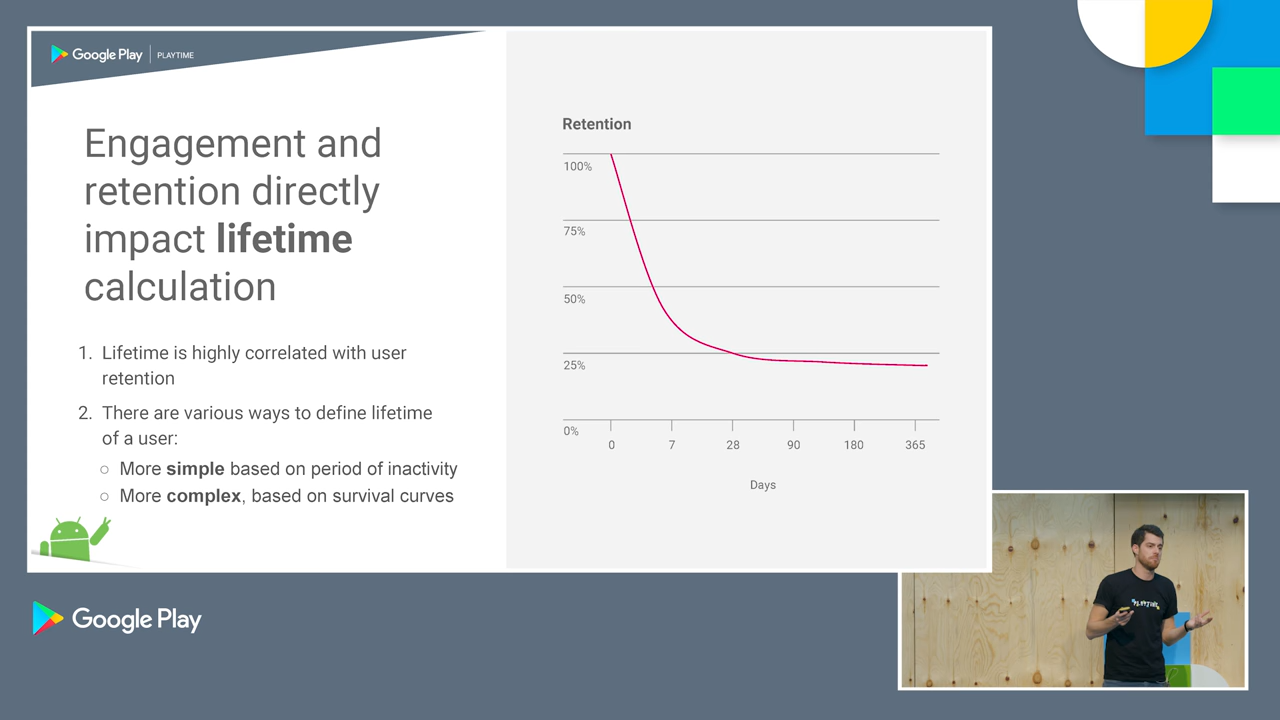 Google Play | PLAYTIME
Engagement and
retention directly
impact lifetime
calculation
1. Lifetime is highly correlated with user
retention
2. There are various ways to define lifetime
of a user:
○ More simple based on period of inactivity
○ More complex, based on survival curves
Retention
100%
75%
50%
25%
0%
0 7 28 90 180 365
Days
Google Play
PLAYTIME